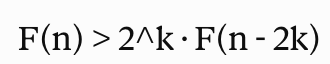 F(n) > 2^k · F(n - 2k)